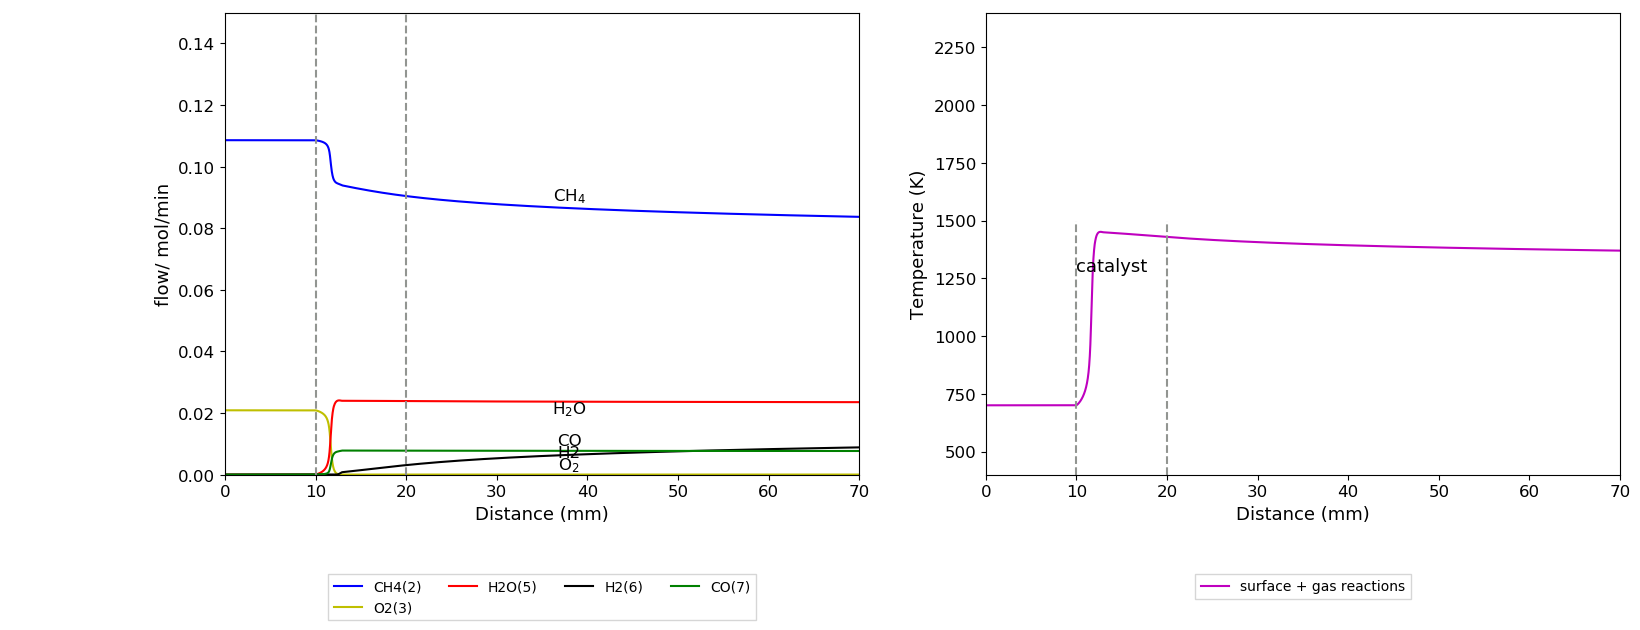 0.14
0.12
0.10
0.08
0.06
0.04
0.02
0.00
flow/ mol/min
CH₄
H₂O
CO
H2
O₂
0 10 20 30 40 50 60 70
Distance (mm)
CH4(2) H2O(5) H2(6) CO(7)
O2(3)
2250
2000
1750
1500
1250
1000
750
500
Temperature (K)
catalyst
0 10 20 30 40 50 60 70
Distance (mm)
surface + gas reactions